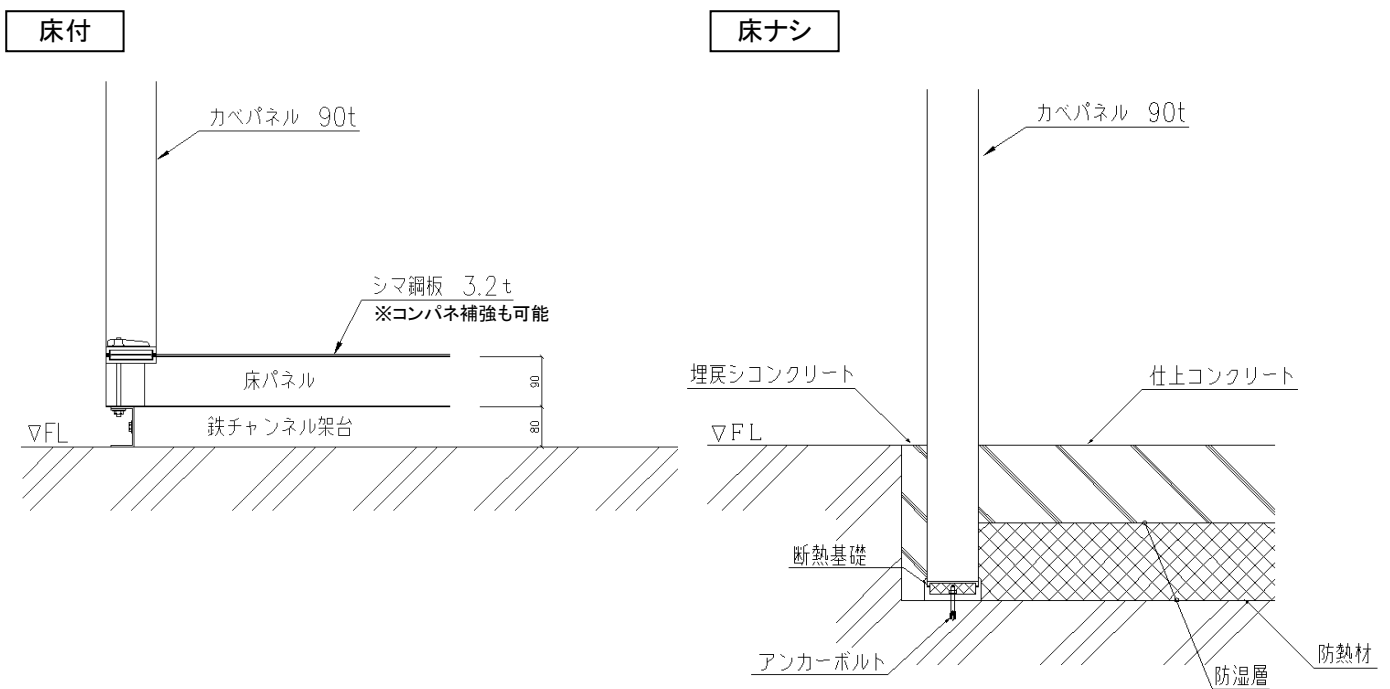 床付
カベパネル 90t
シマ鋼板 3.2t
※コンパネ補強も可能
床パネル
90
鉄チャンネル架台
80
▽FL
床ナシ
カベパネル 90t
埋戻シコンクリート
仕上コンクリート
▽FL
断熱基礎
アンカーボルト
防熱材
防湿層